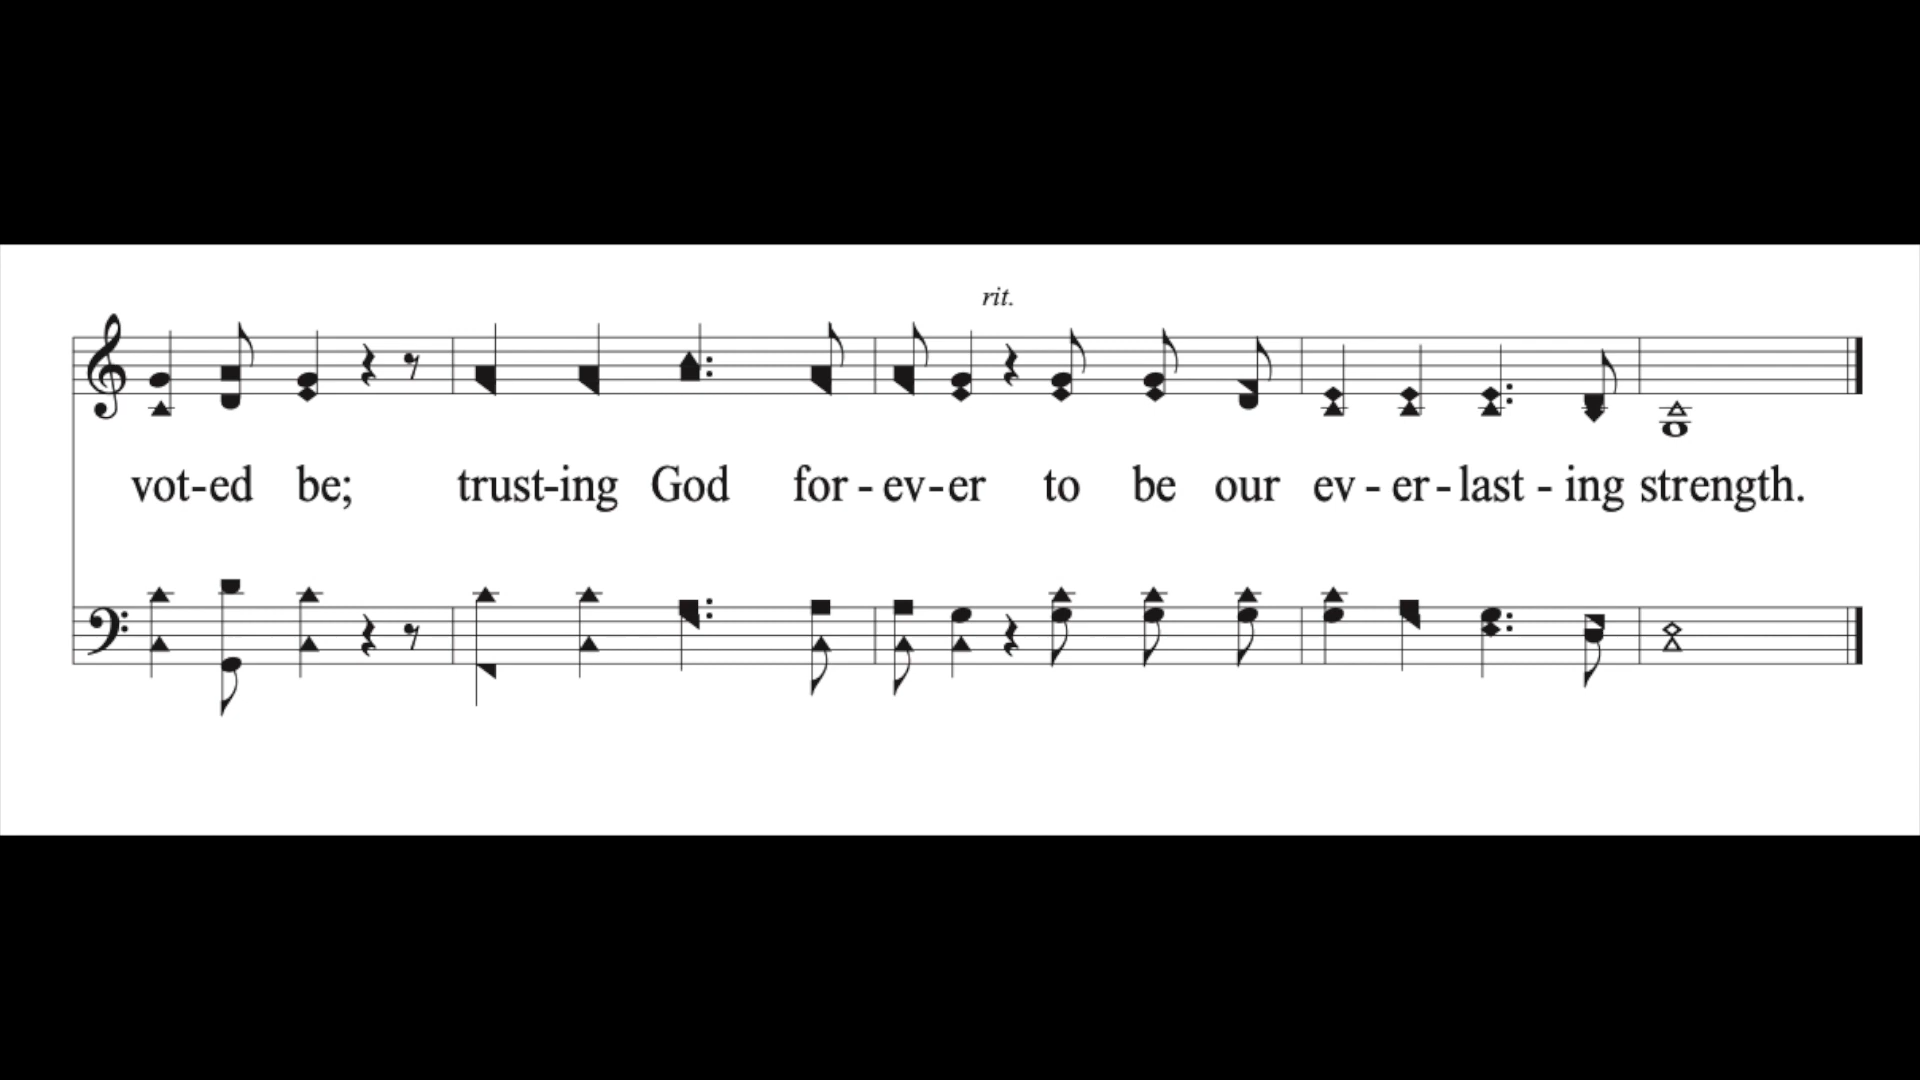 rit.
vot-ed be; trust-ing God for - ev-er to be our ev - er - last - ing strength.